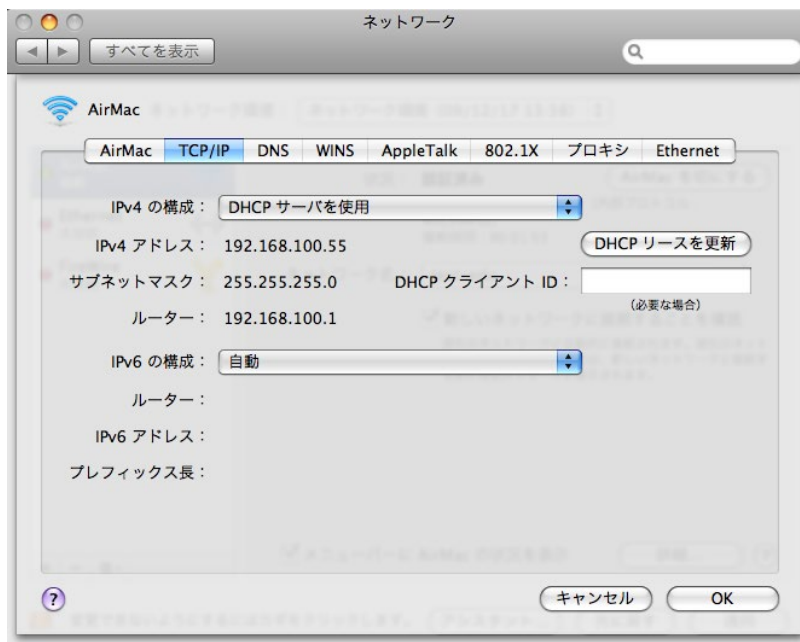 ネットワーク
すべてを表示
AirMac
AirMac TCP/IP DNS WINS AppleTalk 802.1X プロキシ Ethernet
IPv4 の構成： DHCP サーバを使用
IPv4 アドレス： 192.168.100.55 DHCP リースを更新
サブネットマスク： 255.255.255.0 DHCP クライアント ID：
(必要な場合)
ルーター： 192.168.100.1
IPv6 の構成： 自動
ルーター：
IPv6 アドレス：
プレフィックス長：
? キャンセル OK